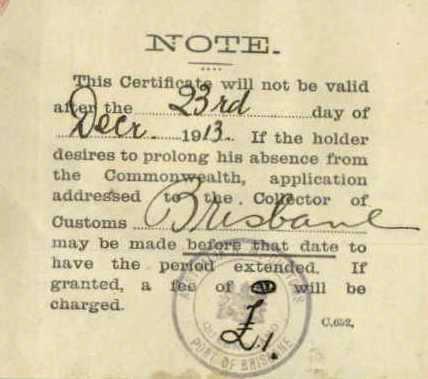 NOTE.
This Certificate will not be valid
after the 23rd day of
Decr. 1913. If the holder
desires to prolong his absence from
the Commonwealth, application
addressed to the Collector of
Customs Brisbane
may be made before that date to
have the period extended. If
granted, a fee of will be
charged.
£1.
C.652.
PORT OF BRISBANE